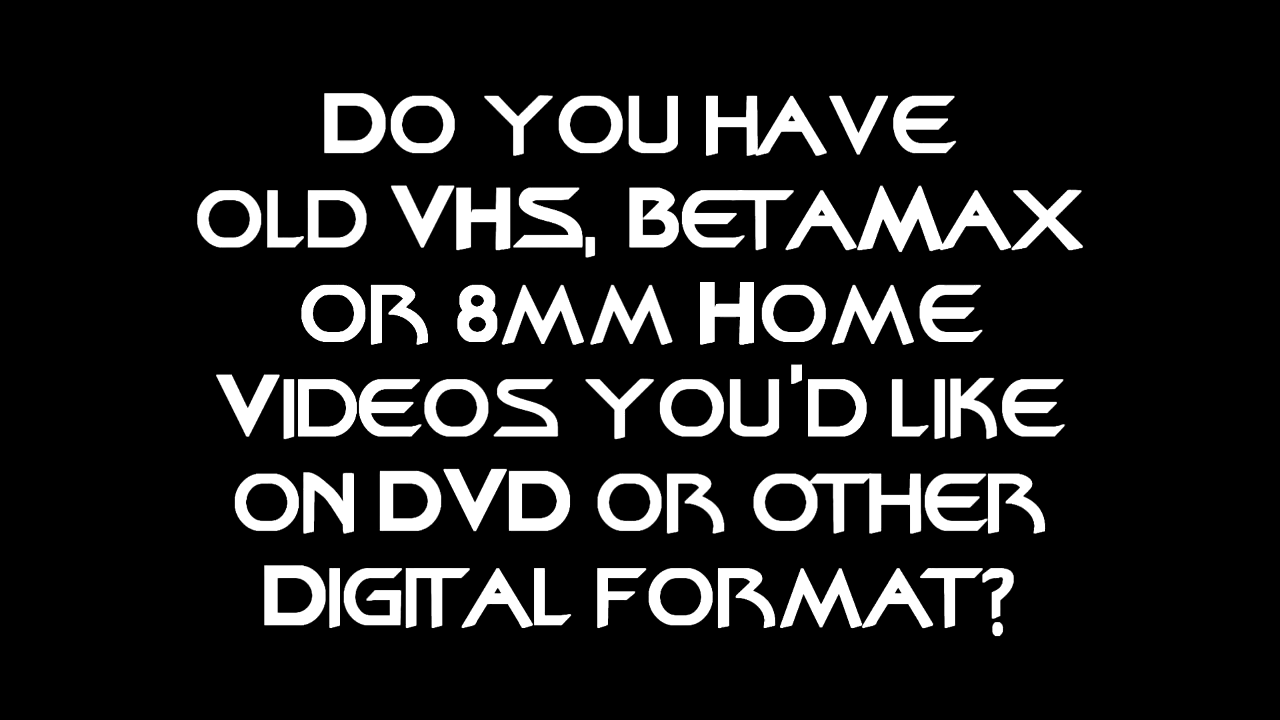 Do you have
old VHS, BetaMax
or 8mm Home
Videos you'd like
on DVD or other
Digital format?